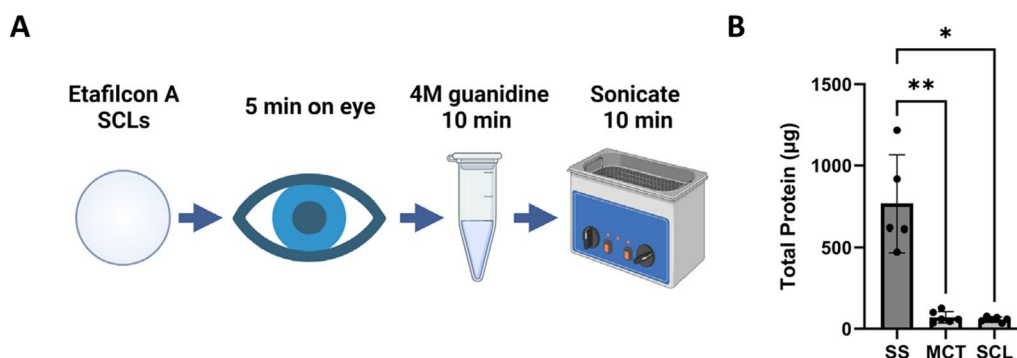 A
Etafilcon A
SCLs
5 min on eye
4M guanidine
10 min
Sonicate
10 min
B
*
**
Total Protein (µg)
1500
1000
500
0
SS MCT SCL